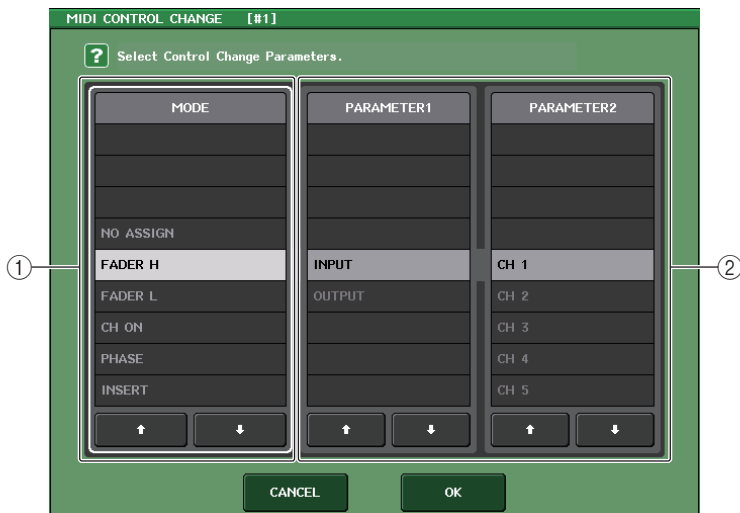 MIDI CONTROL CHANGE [#1]
? Select Control Change Parameters.
MODE
NO ASSIGN
FADER H
FADER L
CH ON
PHASE
INSERT
PARAMETER1
INPUT
OUTPUT
PARAMETER2
CH 1
CH 2
CH 3
CH 4
CH 5
1
2
CANCEL
OK